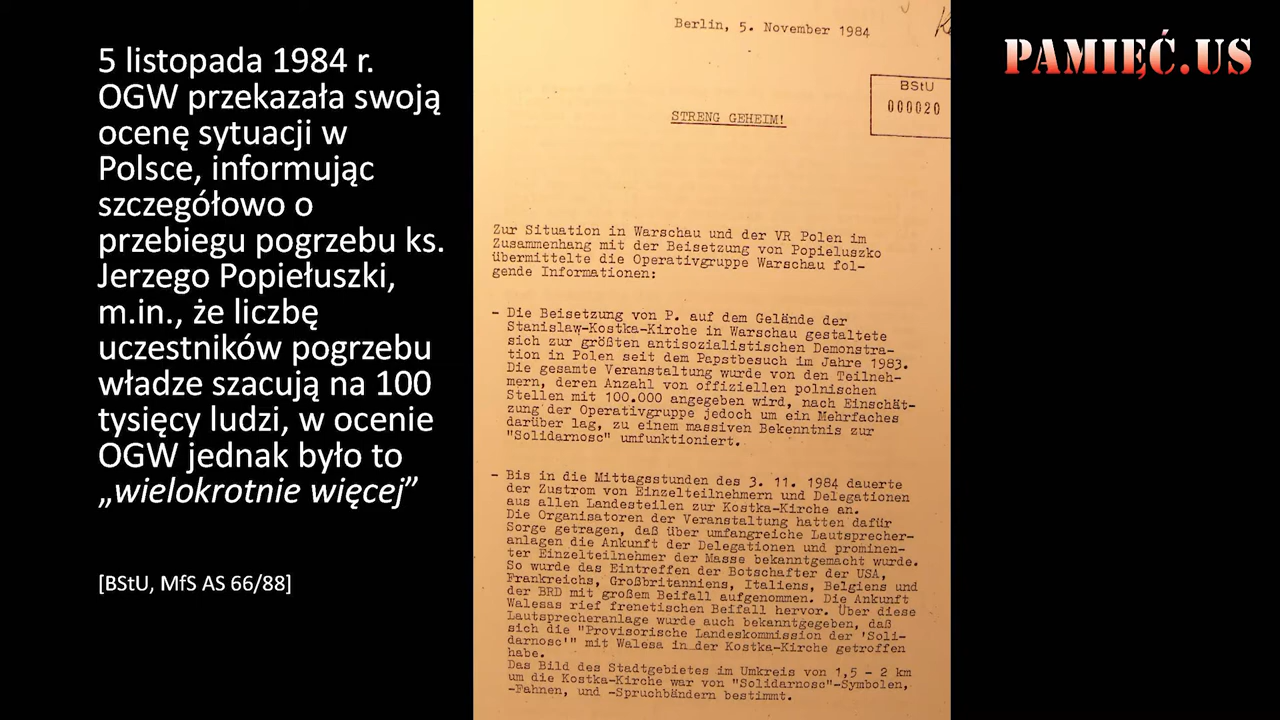 5 listopada 1984 r.
OGW przekazała swoją
ocenę sytuacji w
Polsce, informując
szczegółowo o
przebiegu pogrzebu ks.
Jerzego Popiełuszki,
m.in., że liczbę
uczestników pogrzebu
władze szacują na 100
tysięcy ludzi, w ocenie
OGW jednak było to
„wielokrotnie więcej”
[BStU, MfS AS 66/88]
Berlin, 5. November 1984
BStU
000020
STRENG GEHEIM!
Zur Situation in Warschau und der VR Polen im
Zusammenhang mit der Beisetzung von Popieluszko
übermittelte die Operativgruppe Warschau fol-
gende Informationen:
- Die Beisetzung von P. auf dem Gelände der
Stanislaw-Kostka-Kirche in Warschau gestaltete
sich zur größten antisozialistischen Demonstra-
tion in Polen seit dem Papstbesuch im Jahre 1983.
Die gesamte Veranstaltung wurde von den Teilneh-
mern, deren Anzahl von offiziellen polnischen
Stellen mit 100.000 angegeben wird, nach Einschät-
zung der Operativgruppe jedoch um ein Mehrfaches
darüber lag, zu einem massiven Bekenntnis zur
"Solidarnosc" umfunktioniert.
- Bis in die Mittagsstunden des 3. 11. 1984 dauerte
der Zustrom von Einzelteilnehmern und Delegationen
aus allen Landesteilen zur Kostka-Kirche an.
Die Organisatoren der Veranstaltung hatten dafür
Sorge getragen, daß über umfangreiche Lautsprecher-
anlagen die Ankunft der Delegationen und prominen-
ter Einzelteilnehmer der Masse bekanntgemacht wurde.
So wurde das Eintreffen der Botschafter der USA,
Frankreichs, Großbritanniens, Italiens, Belgiens und
der BRD mit großem Beifall aufgenommen. Die Ankunft
Walesas rief frenetischen Beifall hervor. Über diese
Lautsprecheranlage wurde auch bekanntgegeben, daß
sich die "Provisorische Landeskommission der 'Soli-
darnosc'" mit Walesa in der Kostka-Kirche getroffen
habe.
Das Bild des Stadtgebietes im Umkreis von 1,5 - 2 km
um die Kostka-Kirche war von "Solidarnosc"-Symbolen,
-Fahnen, und -Spruchbändern bestimmt.
PAMIĘĆ.US